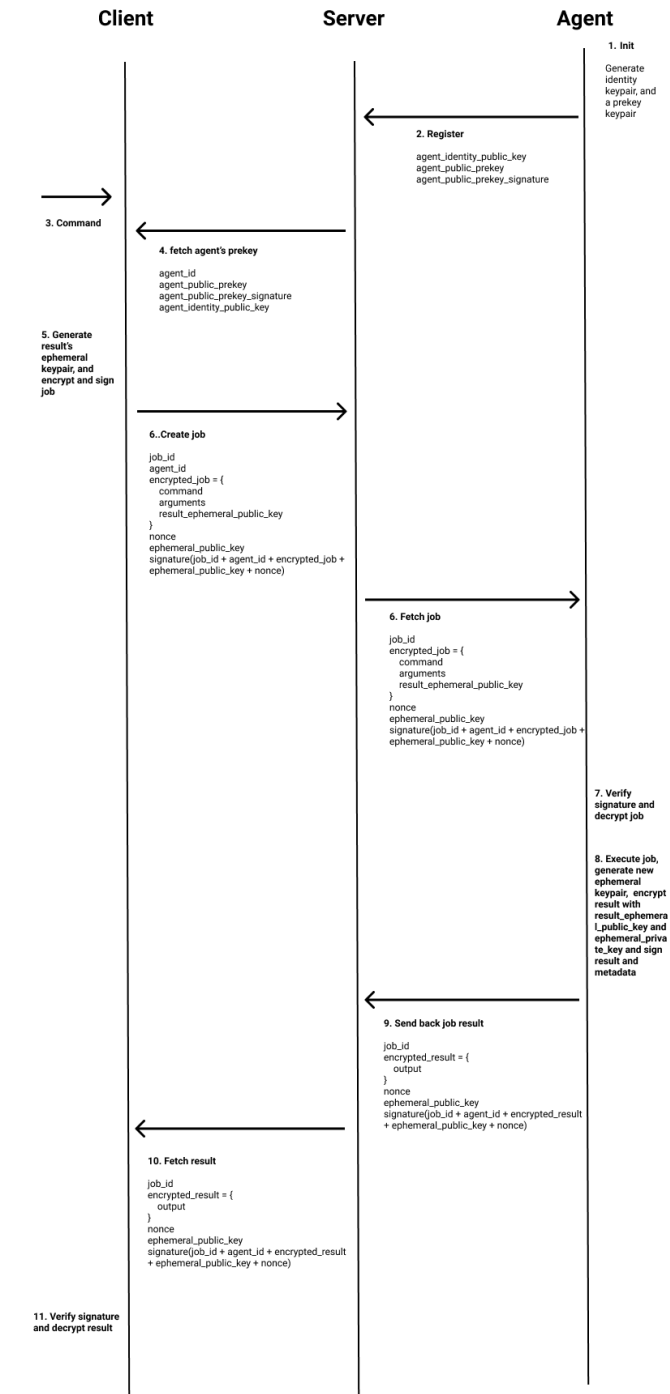 Client
Server
Agent
1. Init
Generate
identity
keypair, and
a prekey
keypair
2. Register
agent_identity_public_key
agent_public_prekey
agent_public_prekey_signature
3. Command
4. fetch agent's prekey
agent_id
agent_public_prekey
agent_public_prekey_signature
agent_identity_public_key
5. Generate
result's
ephemeral
keypair, and
encrypt and sign
job
6..Create job
job_id
agent_id
encrypted_job = {
command
arguments
result_ephemeral_public_key
}
nonce
ephemeral_public_key
signature(job_id + agent_id + encrypted_job +
ephemeral_public_key + nonce)
6. Fetch job
job_id
encrypted_job = {
command
arguments
result_ephemeral_public_key
}
nonce
ephemeral_public_key
signature(job_id + agent_id + encrypted_job +
ephemeral_public_key + nonce)
7. Verify
signature and
decrypt job
8. Execute job,
generate new
ephemeral
keypair, encrypt
result with
result_ephemera
l_public_key and
ephemeral_priva
te_key and sign
result and
metadata
9. Send back job result
job_id
encrypted_result = {
output
}
nonce
ephemeral_public_key
signature(job_id + agent_id + encrypted_result
+ ephemeral_public_key + nonce)
10. Fetch result
job_id
encrypted_result = {
output
}
nonce
ephemeral_public_key
signature(job_id + agent_id + encrypted_result
+ ephemeral_public_key + nonce)
11. Verify signature
and decrypt result